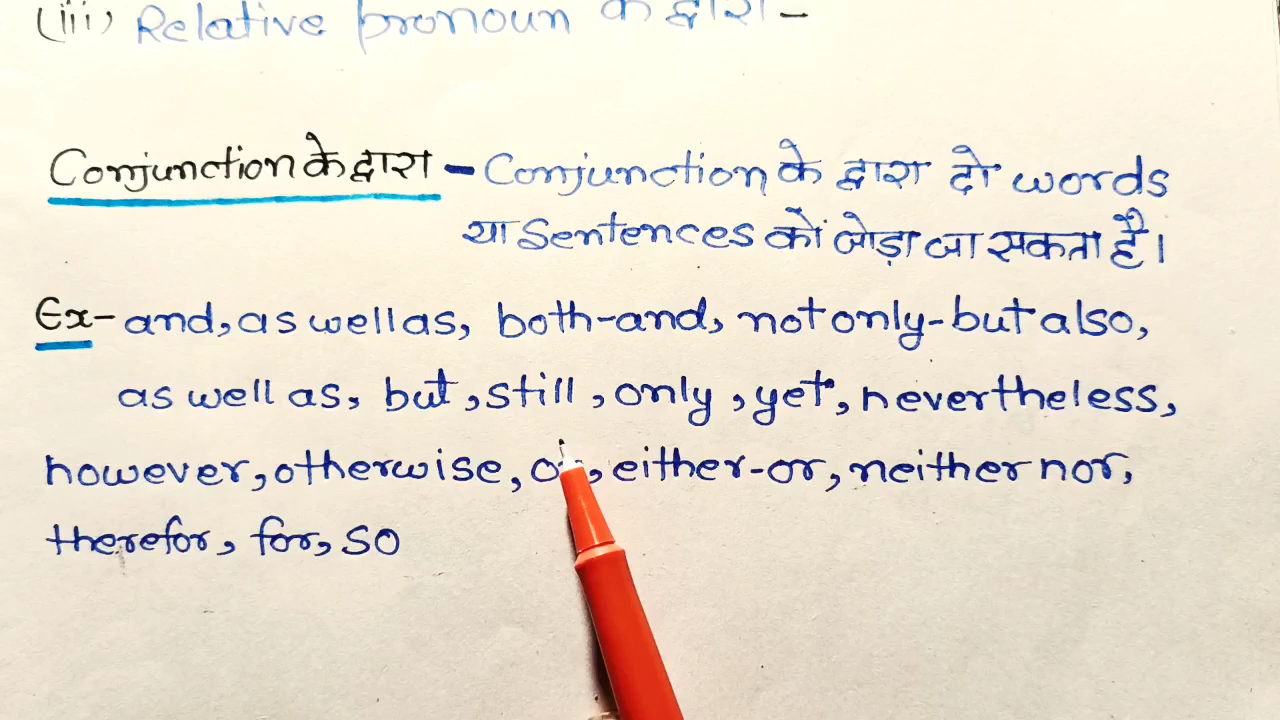 (iii) Relative pronoun के द्वारा -
Conjunction के द्वारा - Conjunction के द्वारा दो words
या Sentences को जोड़ा जा सकता है।
Ex- and, as well as, both-and, not only-but also,
as well as, but, still, only, yet, nevertheless,
however, otherwise, or, either-or, neither nor,
therefor, for, so